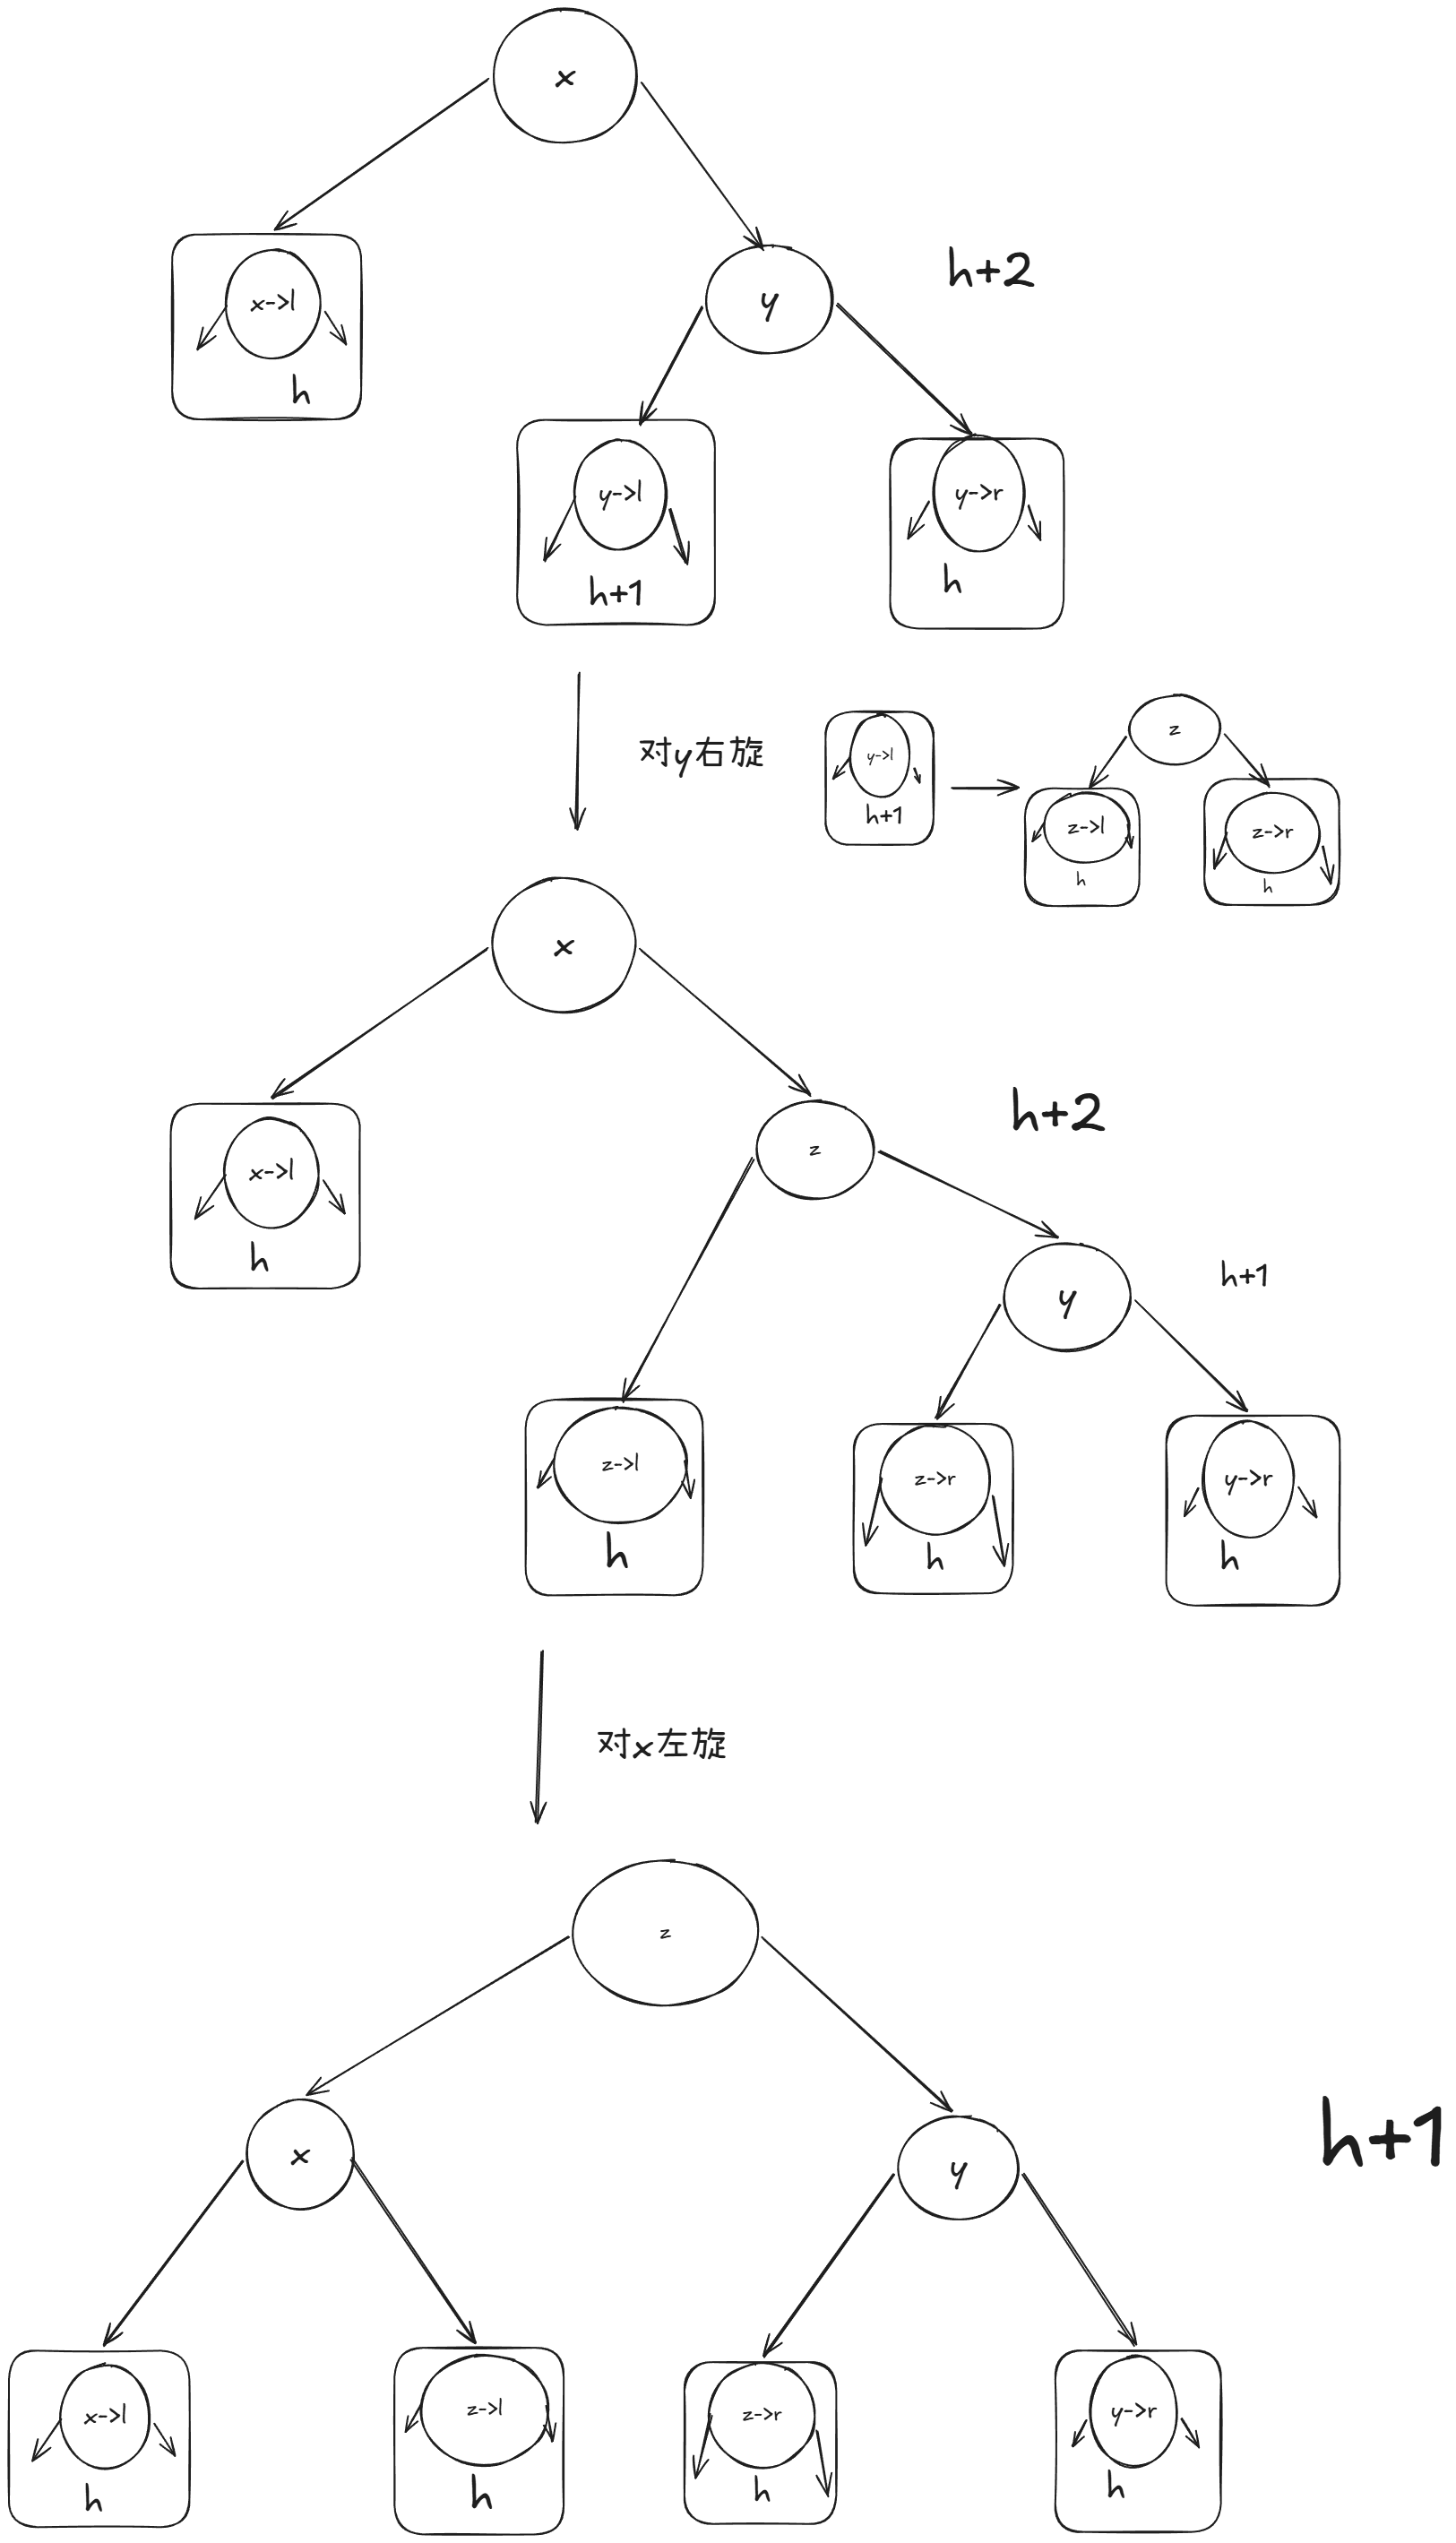 x
x->l
h
y
h+2
y->l
h+1
y->r
h
对y右旋
y->l
h+1
z
z->l
h
z->r
h
x
x->l
h
z
h+2
y
h+1
z->l
h
z->r
h
y->r
h
对x左旋
z
x
y
h+1
x->l
h
z->l
h
z->r
h
y->r
h